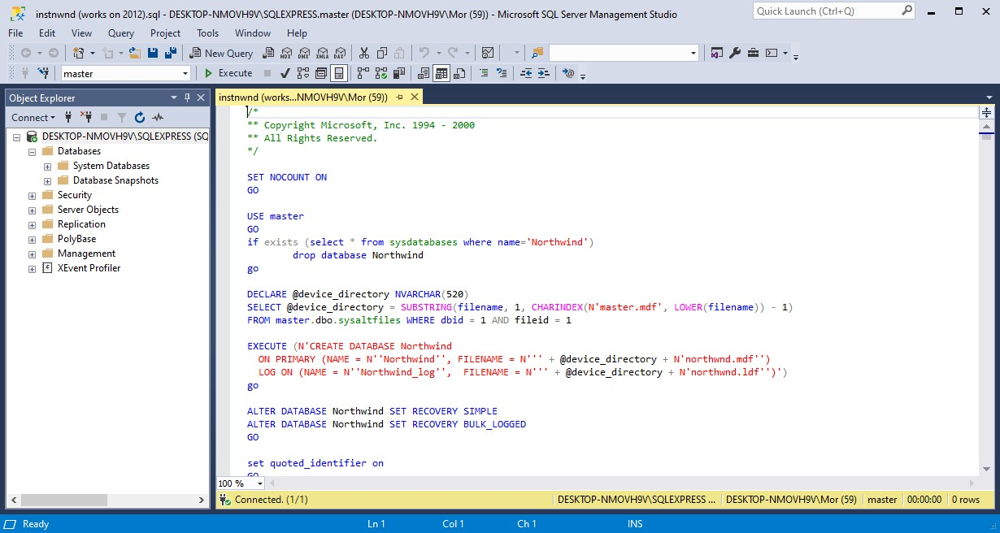 instnwnd (works on 2012).sql - DESKTOP-NMOVH9V\SQLEXPRESS.master (DESKTOP-NMOVH9V\Mor (59)) - Microsoft SQL Server Management Studio
Quick Launch (Ctrl+Q)
File Edit View Query Project Tools Window Help
New Query MDX DMX XMLA DAX
master Execute
Object Explorer
instnwnd (works...NMOVH9V\Mor (59))
Connect
DESKTOP-NMOVH9V\SQLEXPRESS (SQ
Databases
System Databases
Database Snapshots
Security
Server Objects
Replication
PolyBase
Management
XEvent Profiler
/*
** Copyright Microsoft, Inc. 1994 - 2000
** All Rights Reserved.
*/
SET NOCOUNT ON
GO
USE master
GO
if exists (select * from sysdatabases where name='Northwind')
drop database Northwind
go
DECLARE @device_directory NVARCHAR(520)
SELECT @device_directory = SUBSTRING(filename, 1, CHARINDEX(N'master.mdf', LOWER(filename)) - 1)
FROM master.dbo.sysaltfiles WHERE dbid = 1 AND fileid = 1
EXECUTE (N'CREATE DATABASE Northwind
ON PRIMARY (NAME = N''Northwind'', FILENAME = N''' + @device_directory + N'northwnd.mdf'')
LOG ON (NAME = N''Northwind_log'',  FILENAME = N''' + @device_directory + N'northwnd.ldf'')')
go
ALTER DATABASE Northwind SET RECOVERY SIMPLE
ALTER DATABASE Northwind SET RECOVERY BULK_LOGGED
GO
set quoted_identifier on
GO
100 %
Connected. (1/1) DESKTOP-NMOVH9V\SQLEXPRESS ... DESKTOP-NMOVH9V\Mor (59) master 00:00:00 0 rows
Ready Ln 1 Col 1 Ch 1 INS